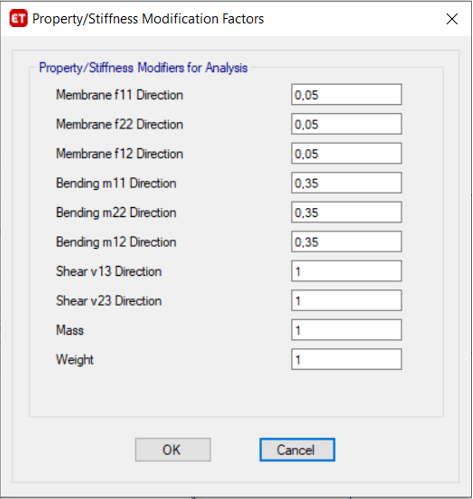 ET Property/Stiffness Modification Factors
Property/Stiffness Modifiers for Analysis
Membrane f11 Direction 0,05
Membrane f22 Direction 0,05
Membrane f12 Direction 0,05
Bending m11 Direction 0,35
Bending m22 Direction 0,35
Bending m12 Direction 0,35
Shear v13 Direction 1
Shear v23 Direction 1
Mass 1
Weight 1
OK Cancel